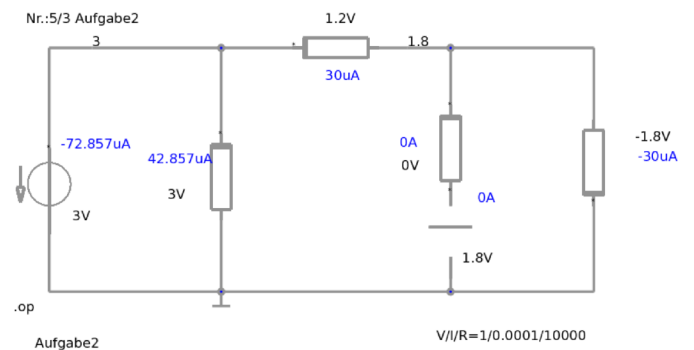 Nr.:5/3 Aufgabe2
1.2V
3
1.8
30uA
-72.857uA
42.857uA
0A
-1.8V
-30uA
0V
3V
0A
3V
1.8V
.op
V/I/R=1/0.0001/10000
Aufgabe2